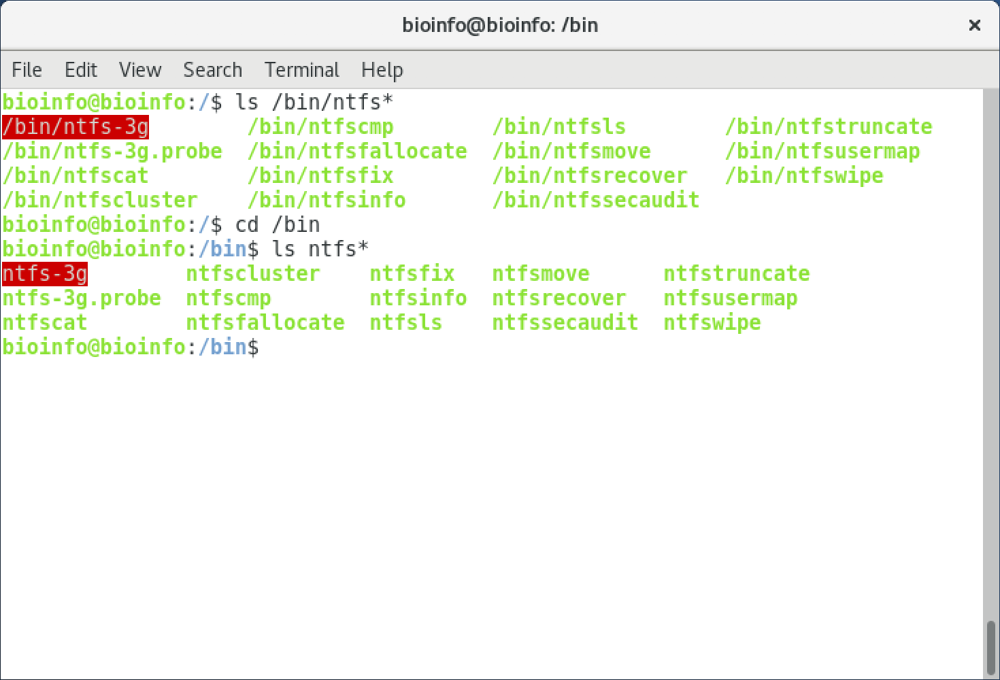 bioinfo@bioinfo: /bin ×
File Edit View Search Terminal Help
bioinfo@bioinfo:/$ ls /bin/ntfs*
/bin/ntfs-3g        /bin/ntfscmp        /bin/ntfsls        /bin/ntfstruncate
/bin/ntfs-3g.probe  /bin/ntfsfallocate  /bin/ntfsmove      /bin/ntfsusermap
/bin/ntfscat        /bin/ntfsfix        /bin/ntfsrecover   /bin/ntfswipe
/bin/ntfscluster    /bin/ntfsinfo       /bin/ntfssecaudit
bioinfo@bioinfo:/$ cd /bin
bioinfo@bioinfo:/bin$ ls ntfs*
ntfs-3g        ntfscluster    ntfsfix   ntfsmove      ntfstruncate
ntfs-3g.probe  ntfscmp        ntfsinfo  ntfsrecover   ntfsusermap
ntfscat        ntfsfallocate  ntfsls    ntfssecaudit  ntfswipe
bioinfo@bioinfo:/bin$